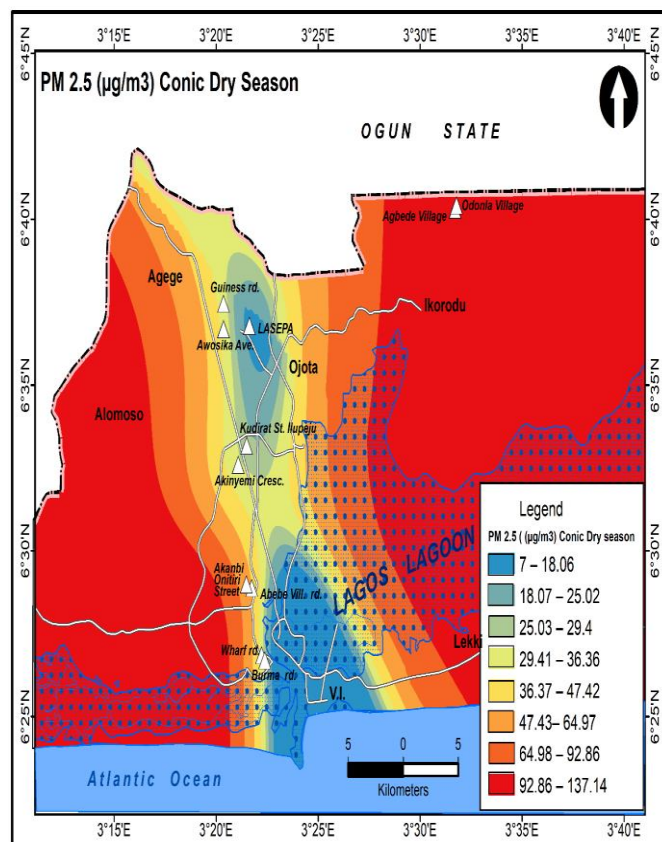 3°15'E 3°20'E 3°25'E 3°30'E 3°35'E 3°40'E
6°45'N
6°45'N
PM 2.5 (µg/m3) Conic Dry Season
OGUN STATE
6°40'N
6°40'N
Odonla Village
Agbede Village
Agege
Guiness rd.
Ikorodu
LASEPA
Awosika Ave.
Ojota
6°35'N
6°35'N
Alomoso
Kudirat St. Ilupeju
Akinyemi Cresc.
6°30'N
6°30'N
LAGOS LAGOON
Akanbi
Onitiri
Street
Abebe Vill. rd.
Lekki
Wharf rd.
Burma rd.
V.I.
6°25'N
6°25'N
Atlantic Ocean
5 0 5
Kilometers
Legend
PM 2.5 ( (µg/m3) Conic Dry season
7 – 18.06
18.07 – 25.02
25.03 – 29.4
29.41 – 36.36
36.37 – 47.42
47.43 – 64.97
64.98 – 92.86
92.86 - 137.14
3°15'E 3°20'E 3°25'E 3°30'E 3°35'E 3°40'E